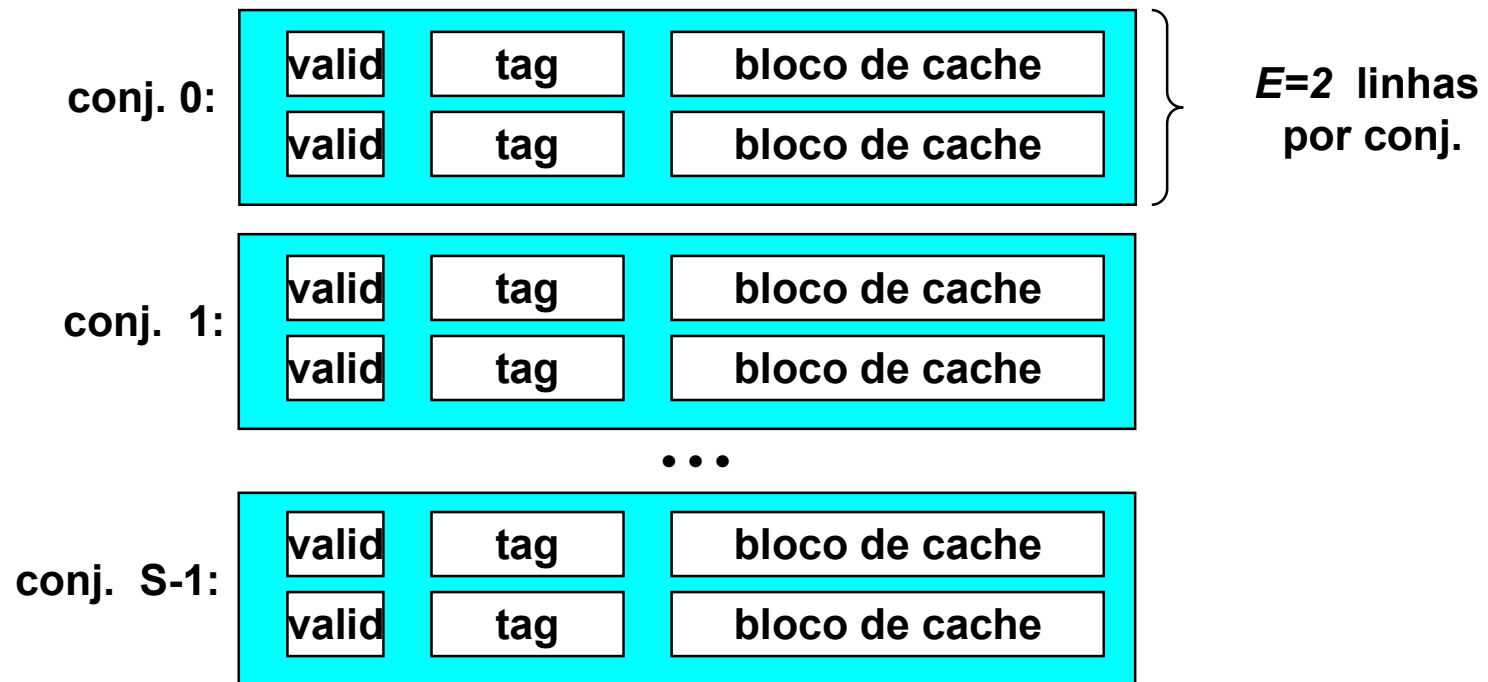 conj. 0:
valid tag bloco de cache
valid tag bloco de cache
E=2 linhas
por conj.
conj. 1:
valid tag bloco de cache
valid tag bloco de cache
• • •
conj. S-1:
valid tag bloco de cache
valid tag bloco de cache